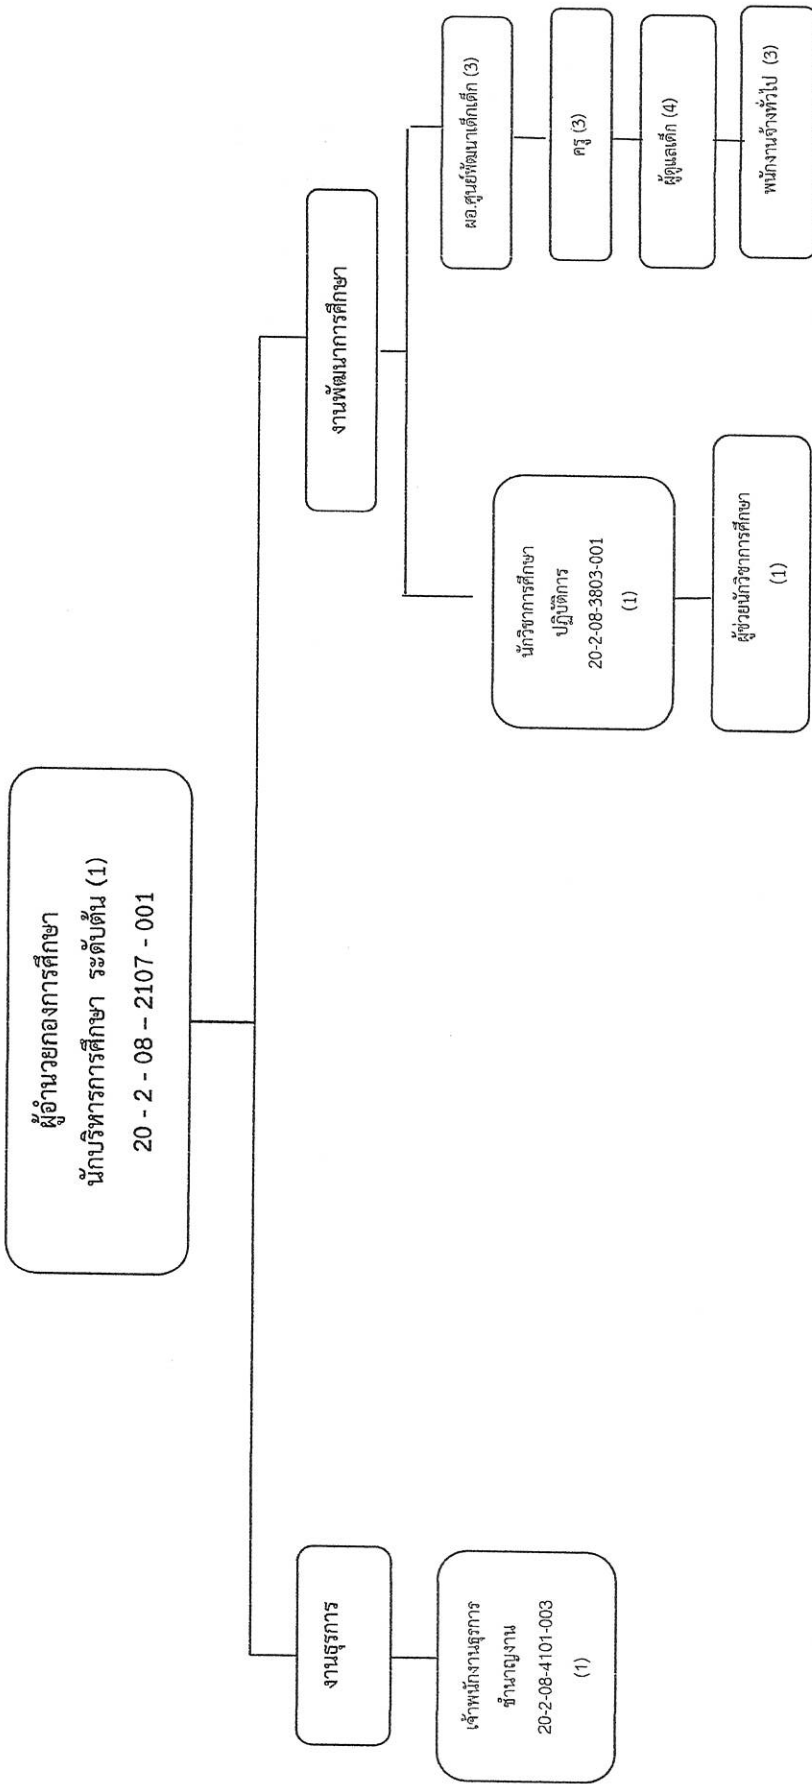 ผู้อำนวยกองการศึกษา
นักบริหารการศึกษา ระดับต้น (1)
20 - 2 - 08 – 2107 - 001
งานธุรการ
เจ้าพนักงานธุรการ
ชำนาญงาน
20-2-08-4101-003
(1)
งานพัฒนาการศึกษา
นักวิชาการศึกษา
ปฏิบัติการ
20-2-08-3803-001
(1)
ผู้ช่วยนักวิชาการศึกษา
(1)
ผอ.ศูนย์พัฒนาเด็กเด็ก (3)
ครู (3)
ผู้ดูแลเด็ก (4)
พนักงานจ้างทั่วไป (3)